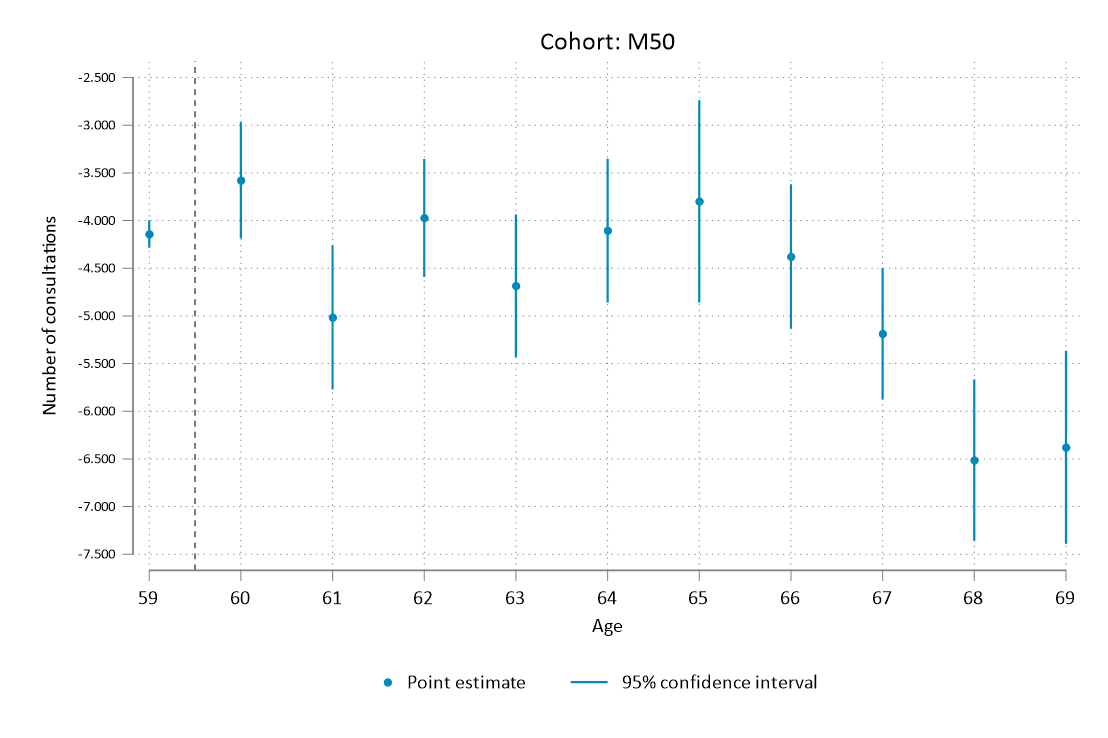 Cohort: M50
Number of consultations
-2.500
-3.000
-3.500
-4.000
-4.500
-5.000
-5.500
-6.000
-6.500
-7.000
-7.500
59 60 61 62 63 64 65 66 67 68 69
Age
Point estimate 95% confidence interval